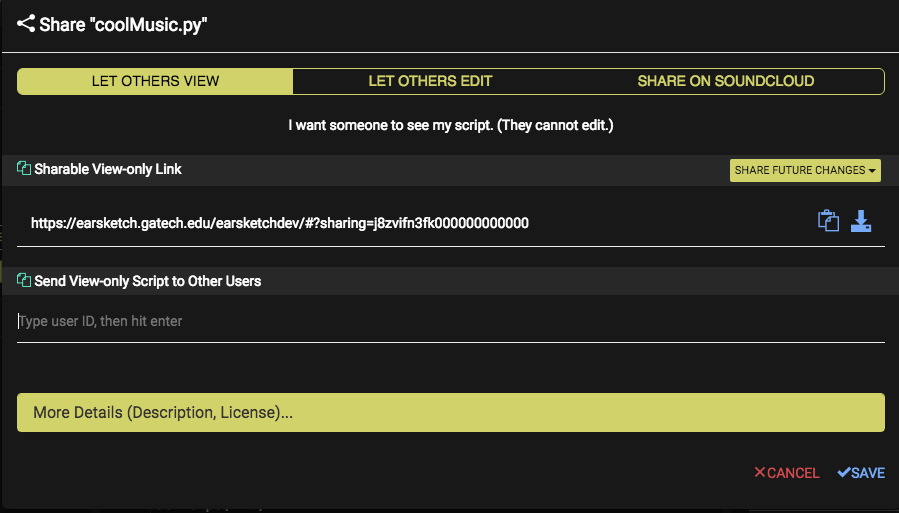 Share "coolMusic.py"
LET OTHERS VIEW LET OTHERS EDIT SHARE ON SOUNDCLOUD
I want someone to see my script. (They cannot edit.)
Sharable View-only Link SHARE FUTURE CHANGES
https://earsketch.gatech.edu/earsketchdev/#?sharing=j8zvifn3fk000000000000
Send View-only Script to Other Users
Type user ID, then hit enter
More Details (Description, License)...
CANCEL SAVE